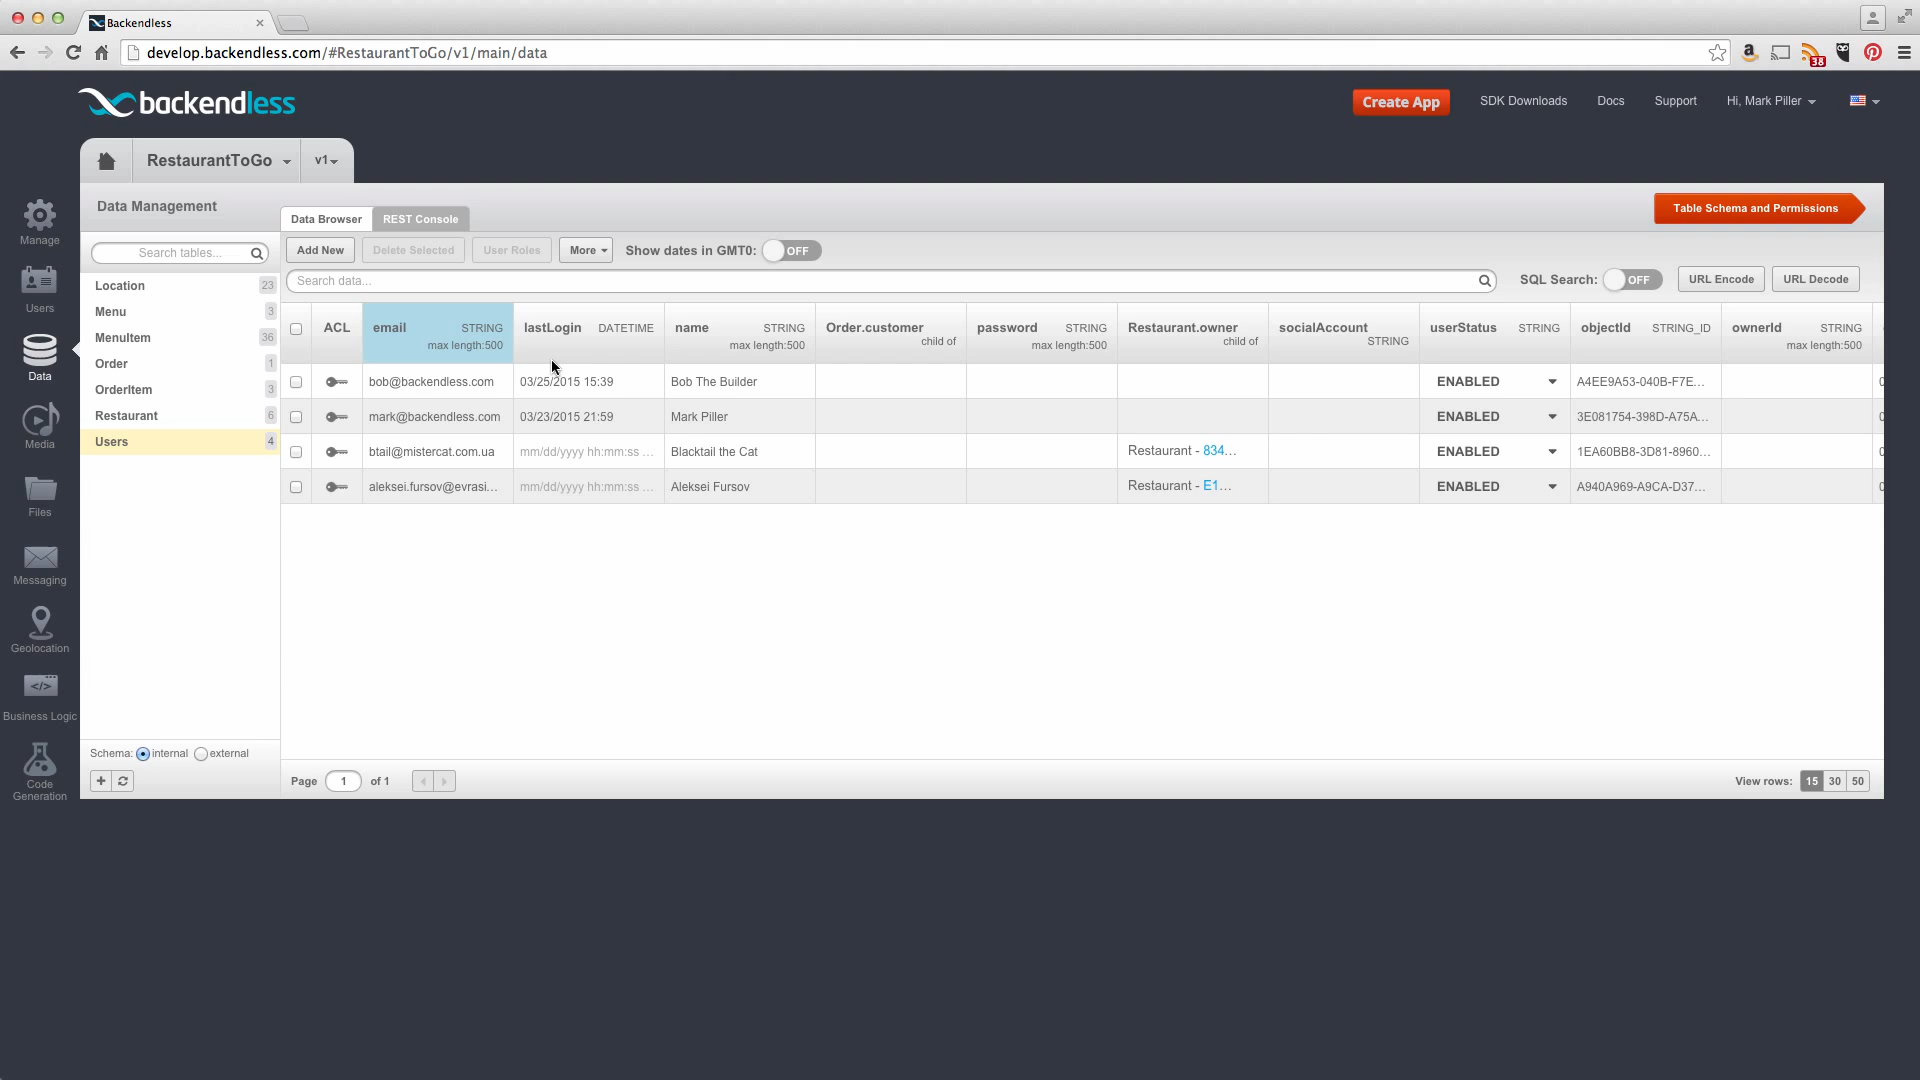 Backendless
develop.backendless.com/#RestaurantToGo/v1/main/data
38
backendless
Create App
SDK Downloads
Docs
Support
Hi, Mark Piller
RestaurantToGo
v1
Manage
Users
Data
Media
Files
Messaging
Geolocation
Business Logic
Code
Generation
Data Management
Search tables...
Location 23
Menu 3
MenuItem 36
Order 1
OrderItem 3
Restaurant 6
Users 4
Schema: internal external
Data Browser REST Console
Table Schema and Permissions
Add New Delete Selected User Roles More Show dates in GMT0: OFF
Search data...
SQL Search: OFF URL Encode URL Decode
ACL email STRING lastLogin DATETIME name STRING Order.customer password STRING Restaurant.owner socialAccount userStatus STRING objectId STRING_ID ownerId STRING
max length:500 max length:500 child of max length:500 child of STRING max length:500
bob@backendless.com 03/25/2015 15:39 Bob The Builder ENABLED A4EE9A53-040B-F7E...
mark@backendless.com 03/23/2015 21:59 Mark Piller ENABLED 3E081754-398D-A75A...
btail@mistercat.com.ua mm/dd/yyyy hh:mm:ss ... Blacktail the Cat Restaurant - 834... ENABLED 1EA60BB8-3D81-8960...
aleksei.fursov@evrasi... mm/dd/yyyy hh:mm:ss ... Aleksei Fursov Restaurant - E1... ENABLED A940A969-A9CA-D37...
Page 1 of 1
View rows: 15 30 50